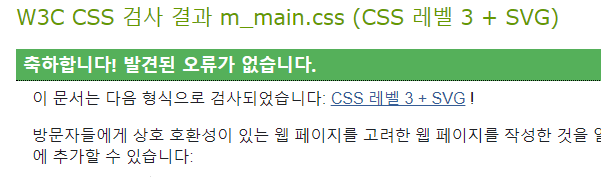 W3C CSS 검사 결과 m_main.css (CSS 레벨 3 + SVG)
축하합니다! 발견된 오류가 없습니다.
이 문서는 다음 형식으로 검사되었습니다: CSS 레벨 3 + SVG !
방문자들에게 상호 호환성이 있는 웹 페이지를 고려한 웹 페이지를 작성한 것을
에 추가할 수 있습니다: